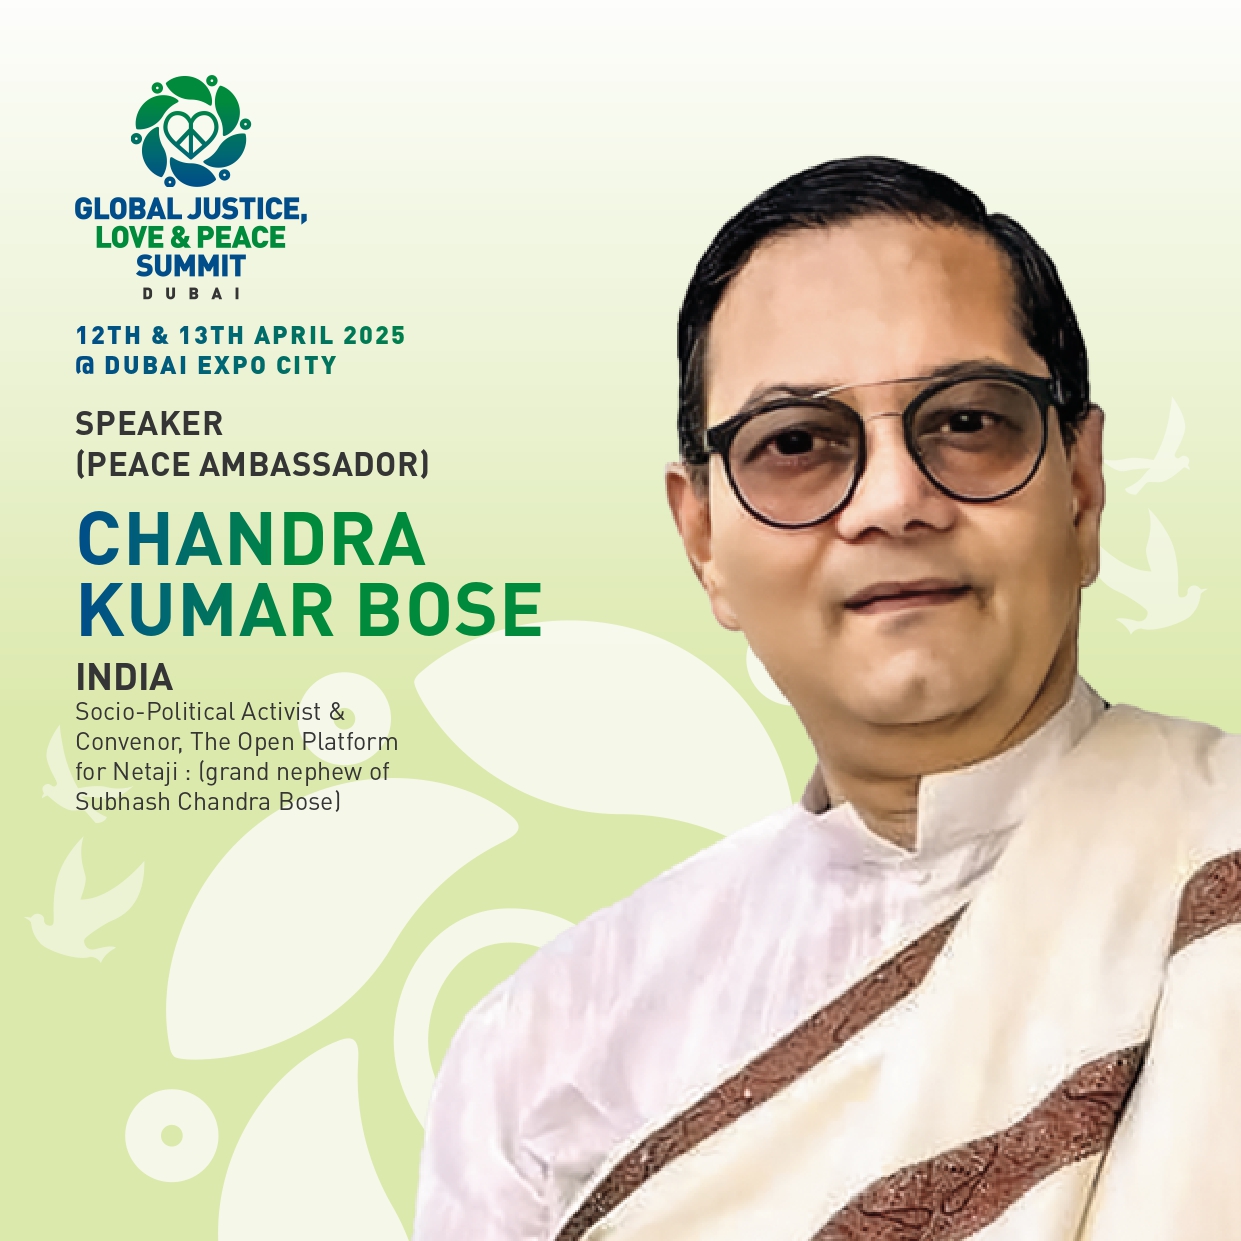 GLOBAL JUSTICE,
LOVE & PEACE
SUMMIT
DUBAI
12TH & 13TH APRIL 2025
@ DUBAI EXPO CITY
SPEAKER
(PEACE AMBASSADOR)
CHANDRA
KUMAR BOSE
INDIA
Socio-Political Activist &
Convenor, The Open Platform
for Netaji : (grand nephew of
Subhash Chandra Bose)